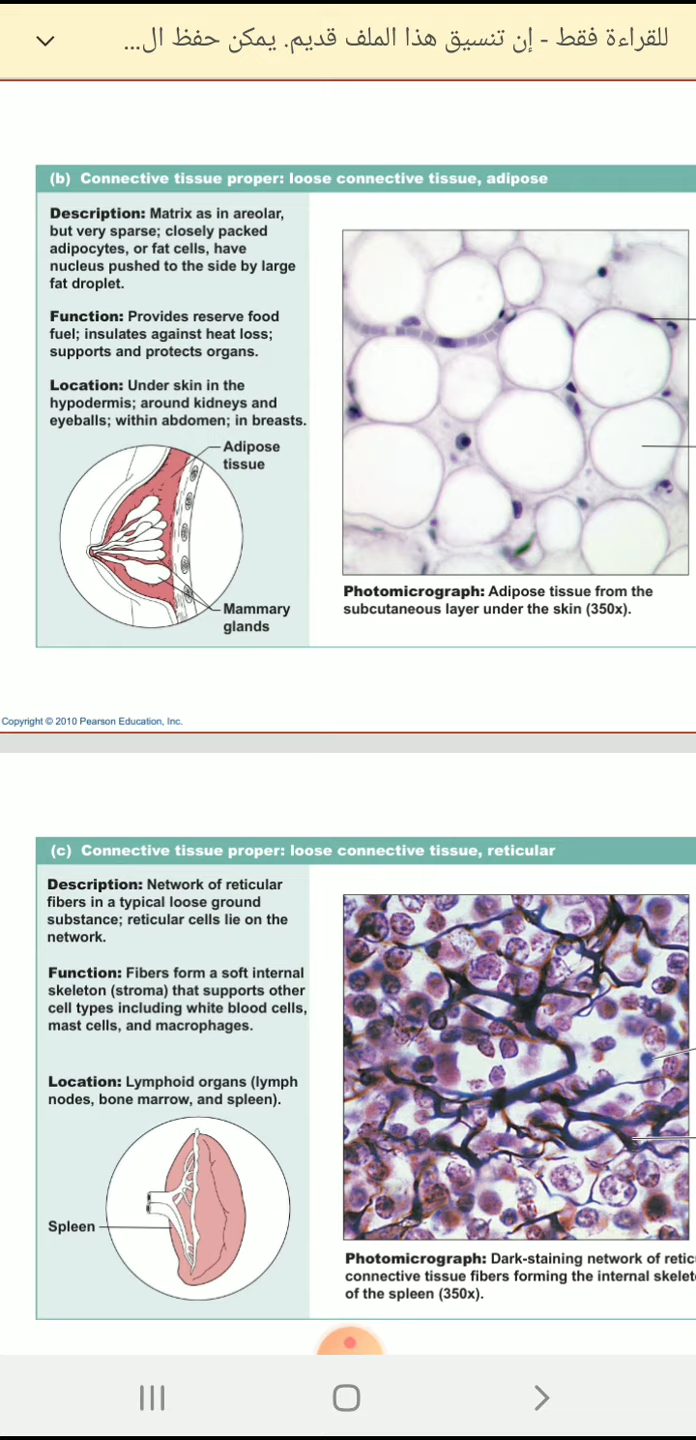 للقراءة فقط - إن تنسيق هذا الملف قديم. يمكن حفظ ال...
(b) Connective tissue proper: loose connective tissue, adipose
Description: Matrix as in areolar,
but very sparse; closely packed
adipocytes, or fat cells, have
nucleus pushed to the side by large
fat droplet.
Function: Provides reserve food
fuel; insulates against heat loss;
supports and protects organs.
Location: Under skin in the
hypodermis; around kidneys and
eyeballs; within abdomen; in breasts.
Adipose
tissue
Mammary
glands
Photomicrograph: Adipose tissue from the
subcutaneous layer under the skin (350x).
Copyright © 2010 Pearson Education, Inc.
(c) Connective tissue proper: loose connective tissue, reticular
Description: Network of reticular
fibers in a typical loose ground
substance; reticular cells lie on the
network.
Function: Fibers form a soft internal
skeleton (stroma) that supports other
cell types including white blood cells,
mast cells, and macrophages.
Location: Lymphoid organs (lymph
nodes, bone marrow, and spleen).
Spleen
Photomicrograph: Dark-staining network of retic
connective tissue fibers forming the internal skelet
of the spleen (350x).